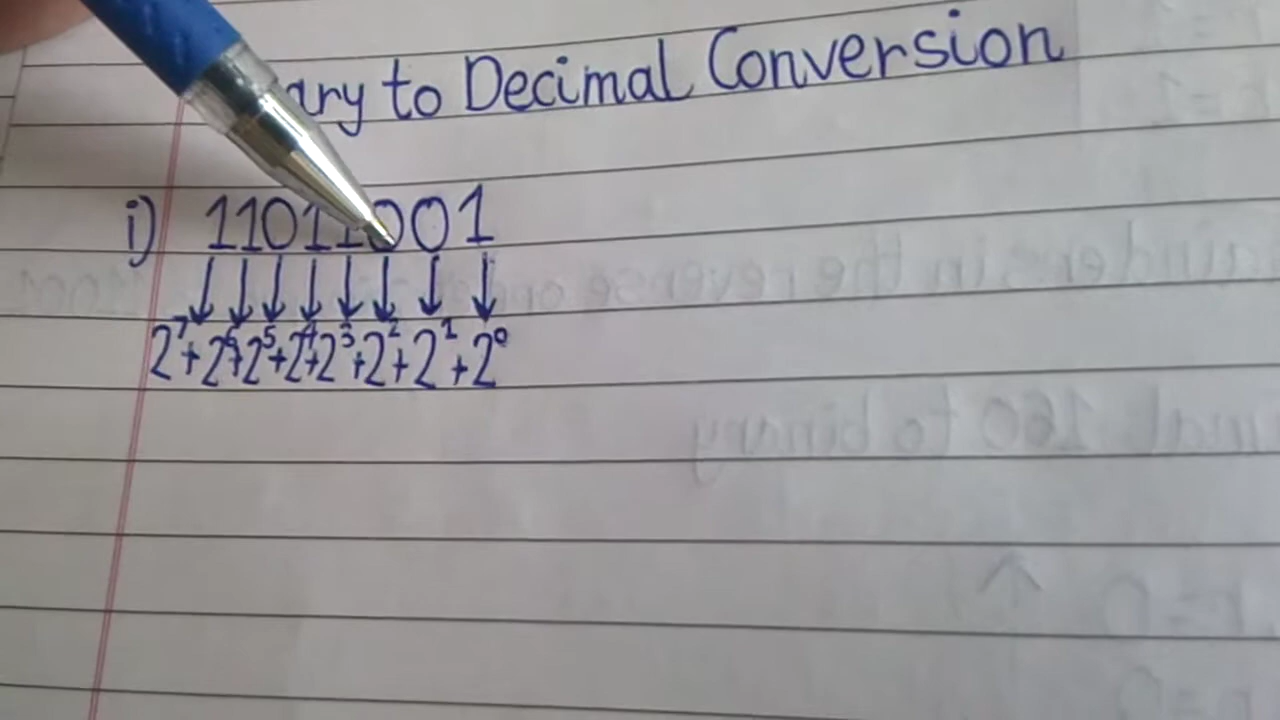 ary to Decimal Conversion
i) 11011001
2⁷+2⁶+2⁵+2⁴+2³+2²+2¹+2⁰